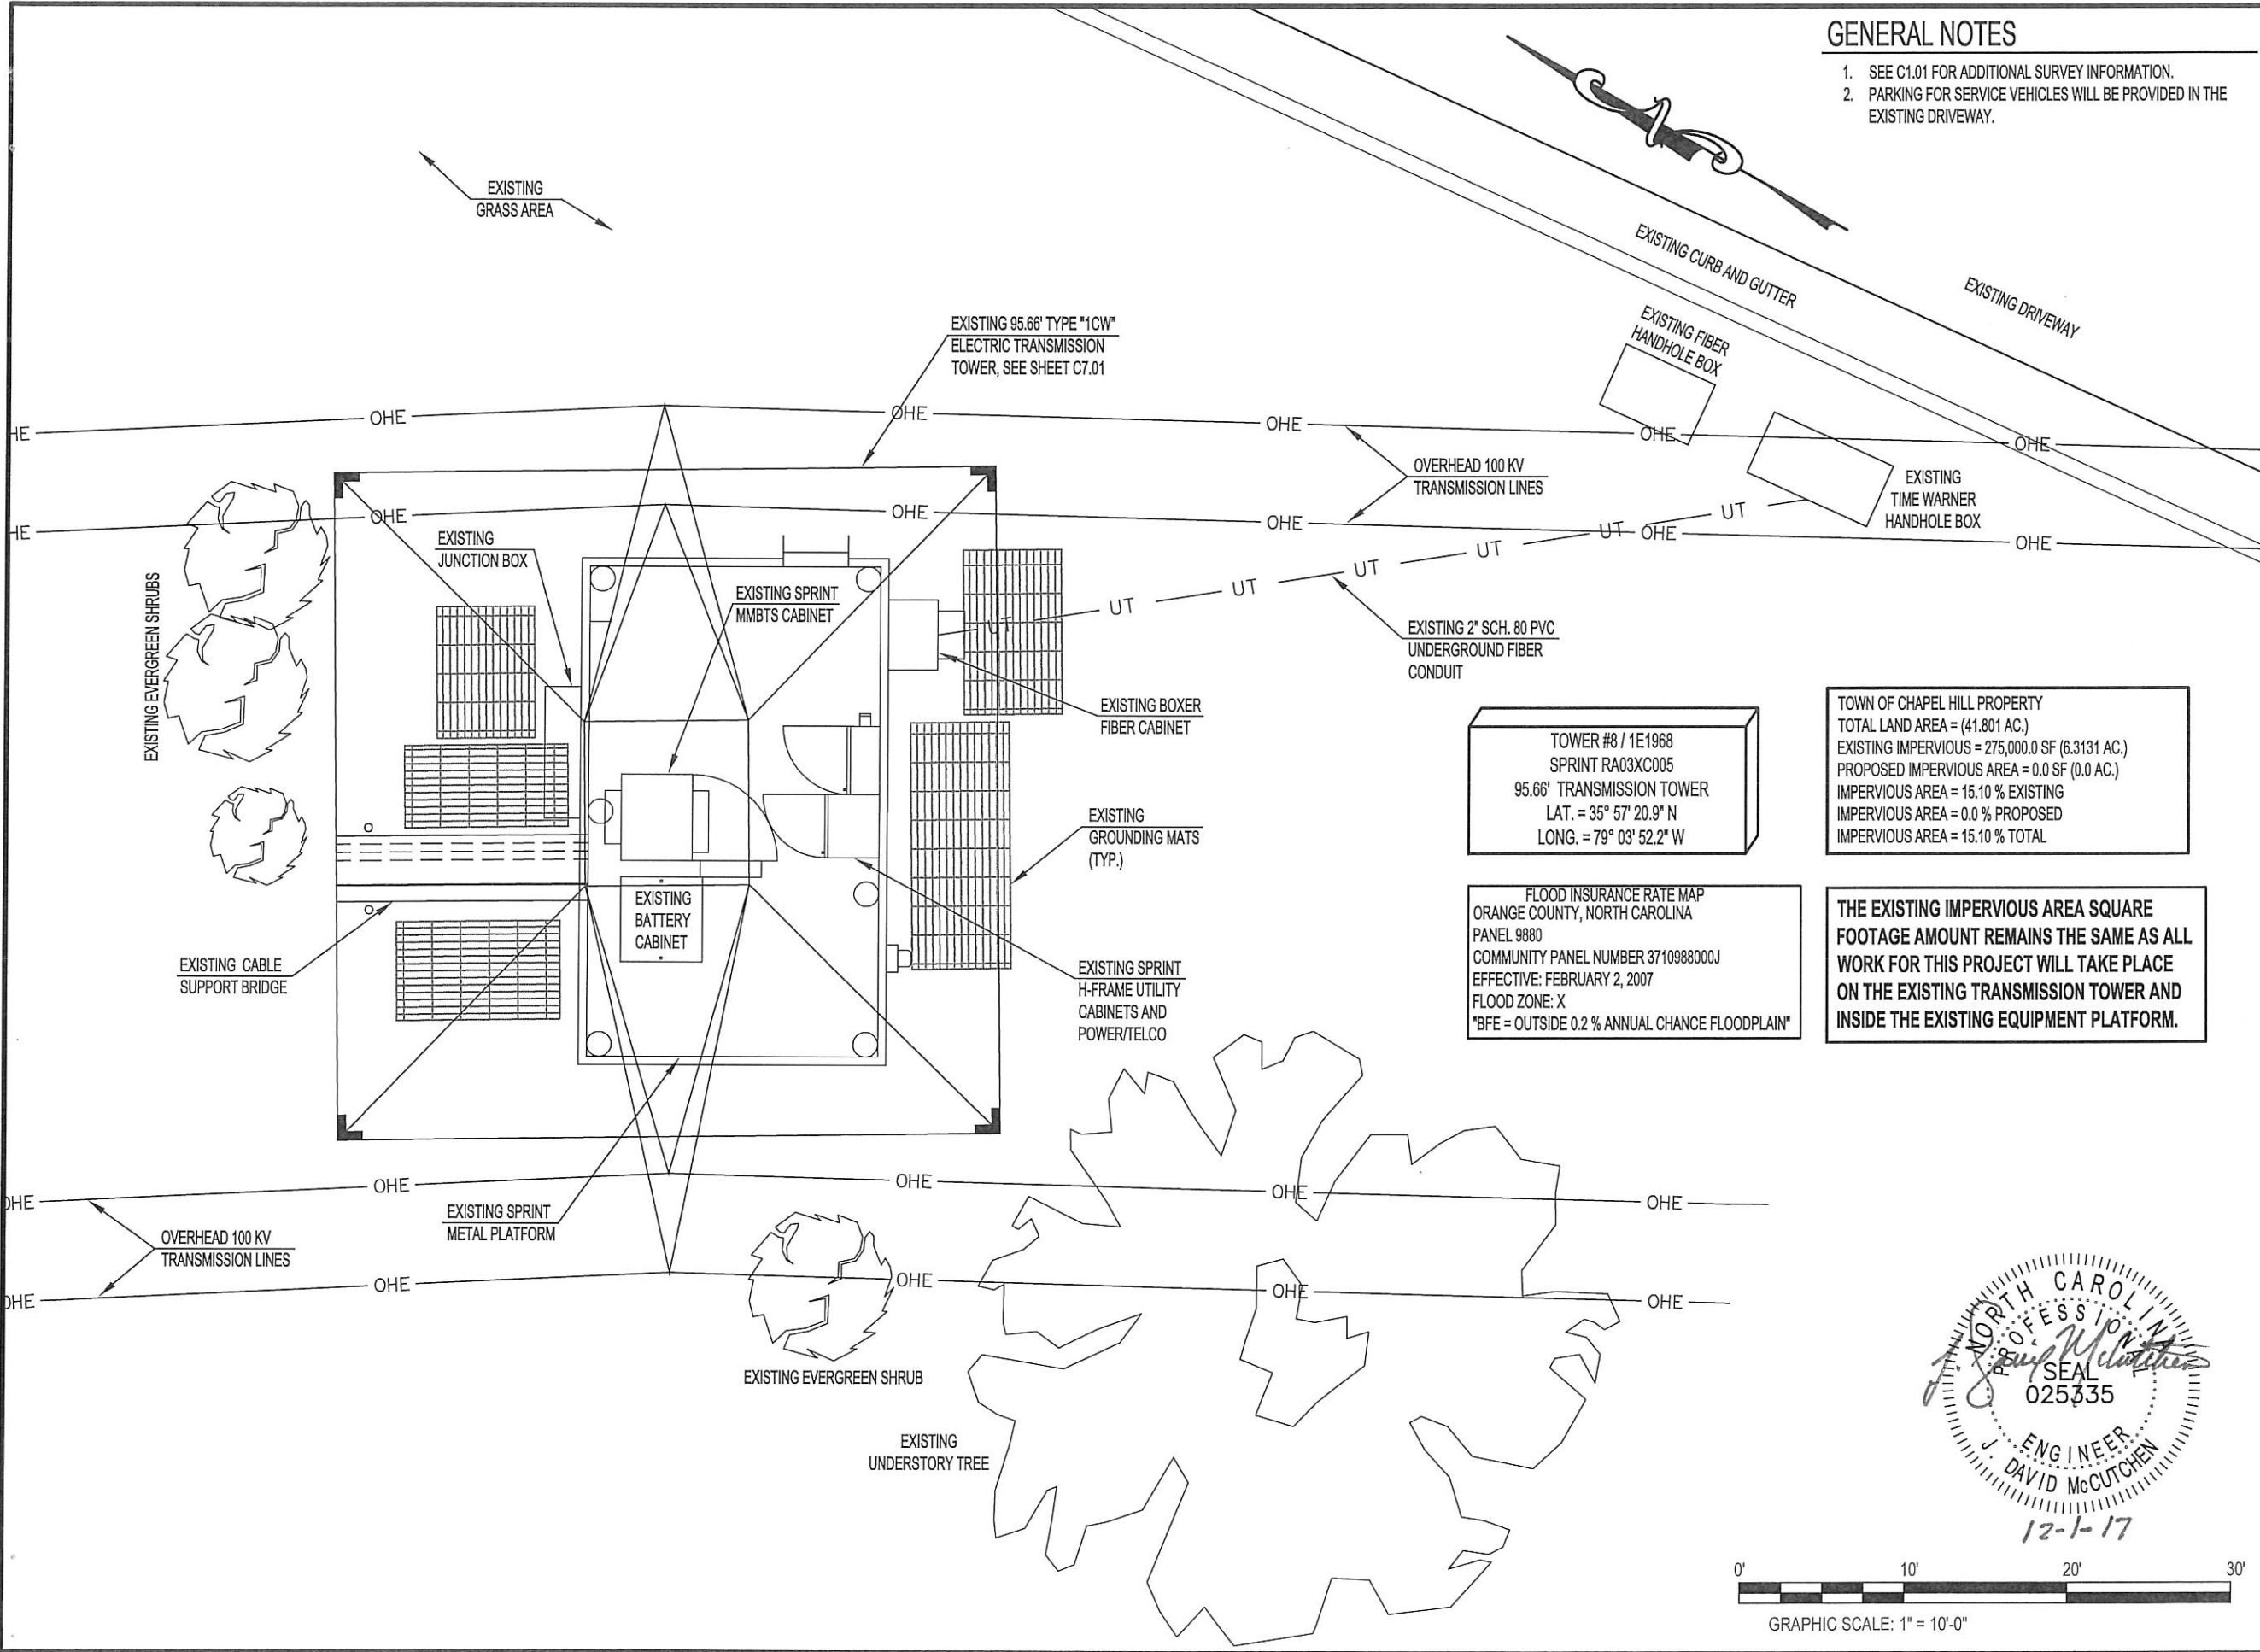 GENERAL NOTES
1. SEE C1.01 FOR ADDITIONAL SURVEY INFORMATION.
2. PARKING FOR SERVICE VEHICLES WILL BE PROVIDED IN THE
EXISTING DRIVEWAY.
EXISTING
GRASS AREA
EXISTING CURB AND GUTTER
EXISTING DRIVEWAY
EXISTING FIBER
HANDHOLE BOX
EXISTING 95.66' TYPE "1CW"
ELECTRIC TRANSMISSION
TOWER, SEE SHEET C7.01
HE
OHE
OHE
OHE
OHE
OHE
OVERHEAD 100 KV
TRANSMISSION LINES
EXISTING
TIME WARNER
HANDHOLE BOX
HE
OHE
OHE
OHE
OHE
OHE
UT
UT
UT
UT
UT
UT
UT
EXISTING
JUNCTION BOX
EXISTING SPRINT
MMBTS CABINET
EXISTING EVERGREEN SHRUBS
EXISTING 2" SCH. 80 PVC
UNDERGROUND FIBER
CONDUIT
EXISTING BOXER
FIBER CABINET
TOWER #8 / 1E1968
SPRINT RA03XC005
95.66' TRANSMISSION TOWER
LAT. = 35° 57' 20.9" N
LONG. = 79° 03' 52.2" W
TOWN OF CHAPEL HILL PROPERTY
TOTAL LAND AREA = (41.801 AC.)
EXISTING IMPERVIOUS = 275,000.0 SF (6.3131 AC.)
PROPOSED IMPERVIOUS AREA = 0.0 SF (0.0 AC.)
IMPERVIOUS AREA = 15.10 % EXISTING
IMPERVIOUS AREA = 0.0 % PROPOSED
IMPERVIOUS AREA = 15.10 % TOTAL
EXISTING
GROUNDING MATS
(TYP.)
EXISTING
BATTERY
CABINET
FLOOD INSURANCE RATE MAP
ORANGE COUNTY, NORTH CAROLINA
PANEL 9880
COMMUNITY PANEL NUMBER 3710988000J
EFFECTIVE: FEBRUARY 2, 2007
FLOOD ZONE: X
"BFE = OUTSIDE 0.2 % ANNUAL CHANCE FLOODPLAIN"
THE EXISTING IMPERVIOUS AREA SQUARE
FOOTAGE AMOUNT REMAINS THE SAME AS ALL
WORK FOR THIS PROJECT WILL TAKE PLACE
ON THE EXISTING TRANSMISSION TOWER AND
INSIDE THE EXISTING EQUIPMENT PLATFORM.
EXISTING CABLE
SUPPORT BRIDGE
EXISTING SPRINT
H-FRAME UTILITY
CABINETS AND
POWER/TELCO
OHE
OHE
OHE
OHE
OHE
EXISTING SPRINT
METAL PLATFORM
OVERHEAD 100 KV
TRANSMISSION LINES
OHE
OHE
OHE
OHE
OHE
EXISTING EVERGREEN SHRUB
EXISTING
UNDERSTORY TREE
NORTH CAROLINA
PROFESSIONAL
J. David McCutchen
SEAL
025335
ENGINEER
J. DAVID McCUTCHEN
12-1-17
0' 10' 20' 30'
GRAPHIC SCALE: 1" = 10'-0"